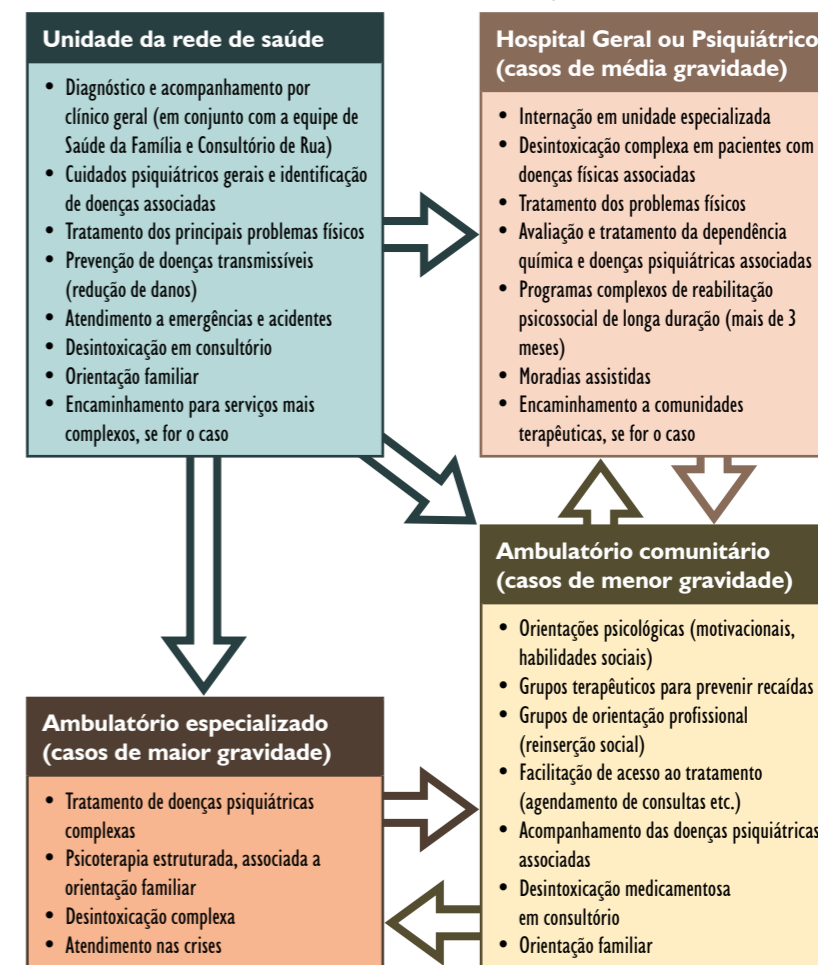 Unidade da rede de saúde
• Diagnóstico e acompanhamento por
clínico geral (em conjunto com a equipe de
Saúde da Família e Consultório de Rua)
• Cuidados psiquiátricos gerais e identificação
de doenças associadas
• Tratamento dos principais problemas físicos
• Prevenção de doenças transmissíveis
(redução de danos)
• Atendimento a emergências e acidentes
• Desintoxicação em consultório
• Orientação familiar
• Encaminhamento para serviços mais
complexos, se for o caso
Hospital Geral ou Psiquiátrico
(casos de média gravidade)
• Internação em unidade especializada
• Desintoxicação complexa em pacientes com
doenças físicas associadas
• Tratamento dos problemas físicos
• Avaliação e tratamento da dependência
química e doenças psiquiátricas associadas
• Programas complexos de reabilitação
psicossocial de longa duração (mais de 3
meses)
• Moradias assistidas
• Encaminhamento a comunidades
terapêuticas, se for o caso
Ambulatório comunitário
(casos de menor gravidade)
• Orientações psicológicas (motivacionais,
habilidades sociais)
• Grupos terapêuticos para prevenir recaídas
• Grupos de orientação profissional
(reinserção social)
• Facilitação de acesso ao tratamento
(agendamento de consultas etc.)
• Acompanhamento das doenças psiquiátricas
associadas
• Desintoxicação medicamentosa
em consultório
• Orientação familiar
Ambulatório especializado
(casos de maior gravidade)
• Tratamento de doenças psiquiátricas
complexas
• Psicoterapia estruturada, associada a
orientação familiar
• Desintoxicação complexa
• Atendimento nas crises